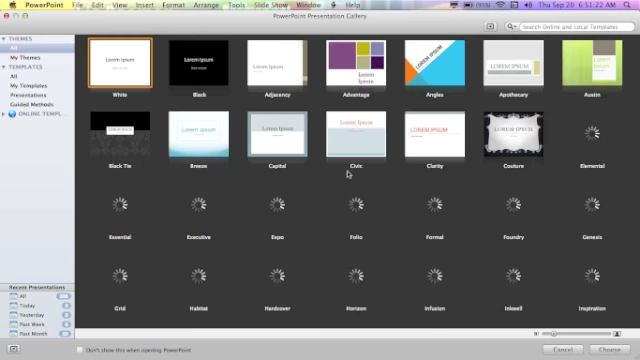 PowerPoint File Edit View Insert Format Arrange Tools Slide Show Window Help Thu Sep 20 6:51:22 AM
PowerPoint Presentation Gallery
Search Online and Local Templates
THEMES
All
My Themes
TEMPLATES
All
My Templates
Presentations
Guided Methods
ONLINE TEMPL...
White Black Adjacency Advantage Angles Apothecary Austin
Black Tie Breeze Capital Civic Clarity Couture Elemental
Essential Executive Expo Folio Formal Foundry Genesis
Grid Habitat Hardcover Horizon Infusion Inkwell Inspiration
Recent Presentations
All
Today
Yesterday
Past Week
Past Month
Don't show this when opening PowerPoint
Cancel Choose